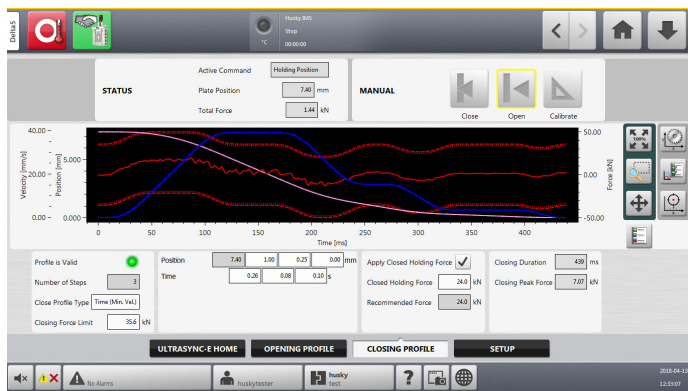 Delta5
Husky IMS
Stop
°C 00:00:00
STATUS
Active Command Holding Position
Plate Position 7.40 mm
Total Force 1.44 kN
MANUAL
Close Open Calibrate
100%
Velocity [mm/s]
40.00
20.00
0.00
Position [mm]
5.000
0.000
0 50 100 150 200 250 300 350 400
Time [ms]
50.00
0.00
-50.00
Force [kN]
Profile is Valid
Number of Steps 3
Close Profile Type Time (Min. Vel.)
Closing Force Limit 35.6 kN
Position 7.40 1.00 0.25 0.00 mm
Time 0.26 0.08 0.10 s
Apply Closed Holding Force
Closed Holding Force 24.0 kN
Recommended Force 24.0 kN
Closing Duration 439 ms
Closing Peak Force 7.07 kN
ULTRASYNC-E HOME OPENING PROFILE CLOSING PROFILE SETUP
No Alarms
huskytester
husky
test
?
2018-04-13
12:33:07